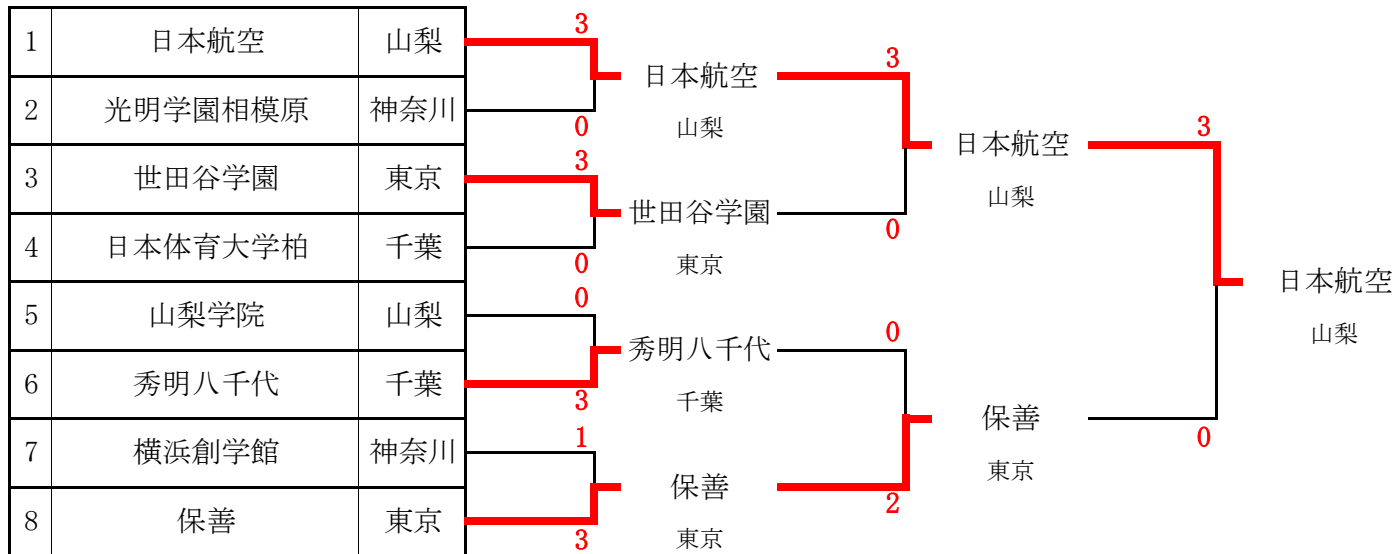 1 日本航空 山梨
2 光明学園相模原 神奈川
3 世田谷学園 東京
4 日本体育大学柏 千葉
5 山梨学院 山梨
6 秀明八千代 千葉
7 横浜創学館 神奈川
8 保善 東京
3
0
3
0
0
3
1
3
日本航空
山梨
世田谷学園
東京
秀明八千代
千葉
保善
東京
3
0
0
2
日本航空
山梨
保善
東京
3
0
日本航空
山梨